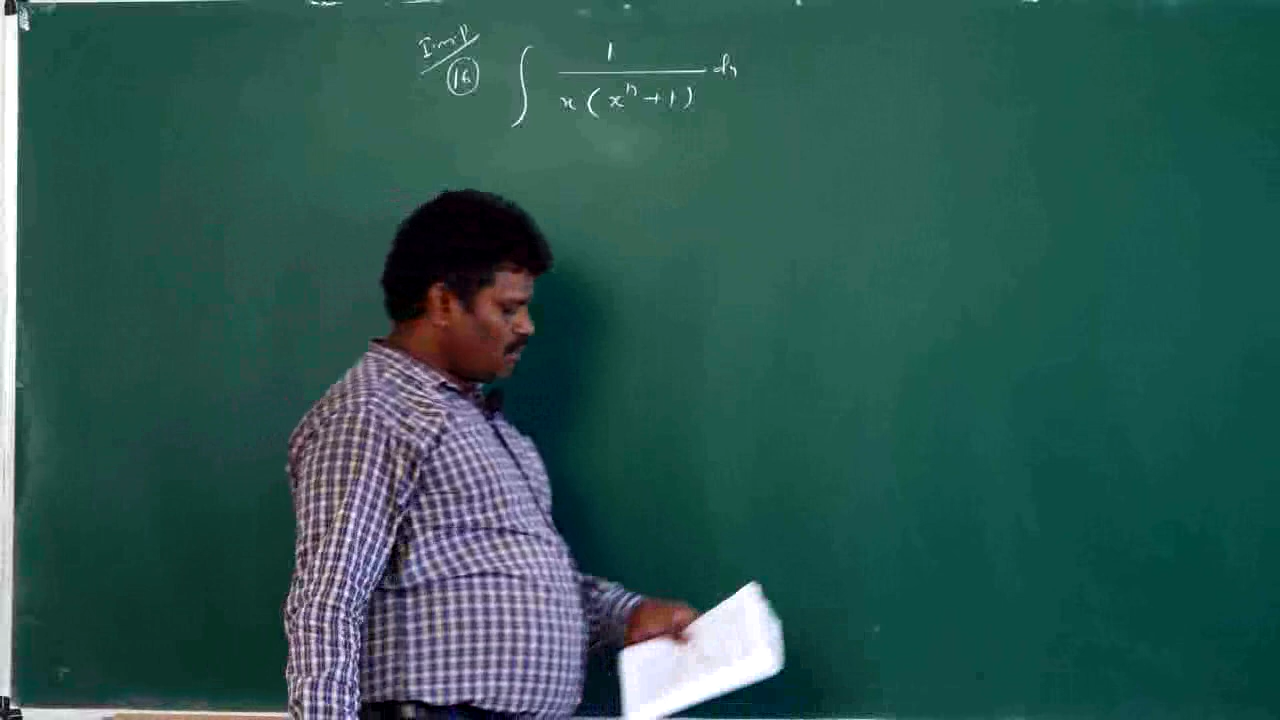 Imp
16 ∫ 1 / x(xⁿ+1) dx